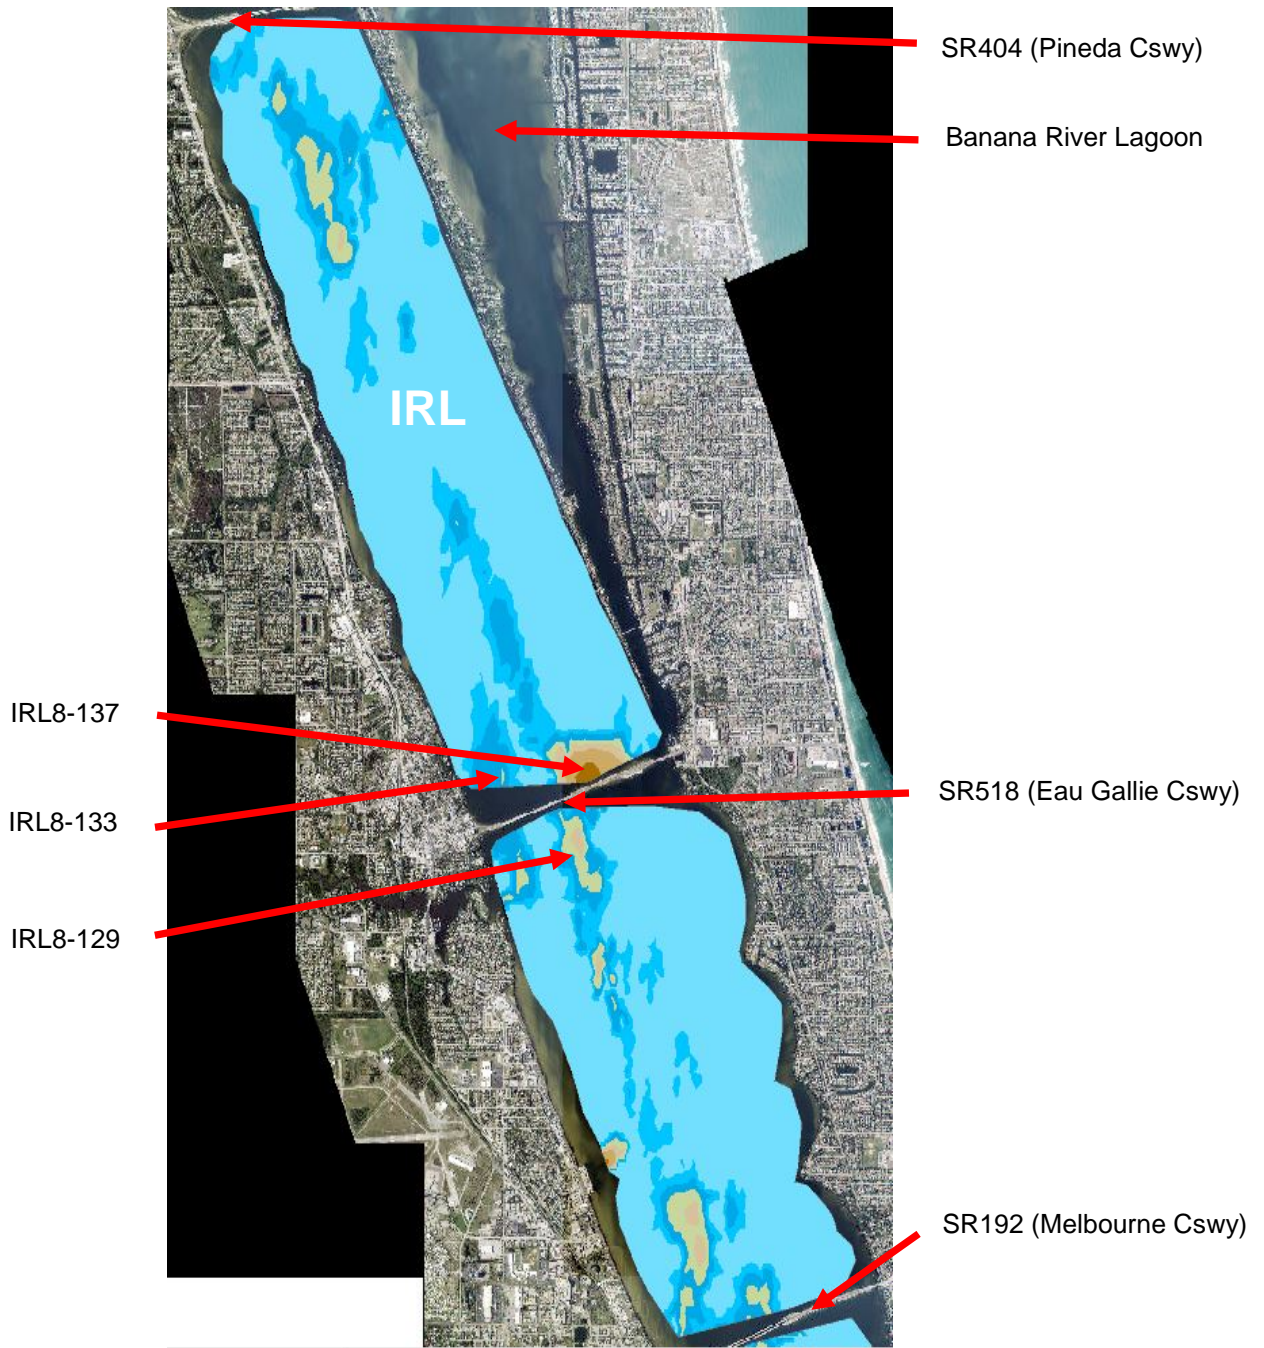 SR404 (Pineda Cswy)
Banana River Lagoon
IRL
IRL8-137
SR518 (Eau Gallie Cswy)
IRL8-133
IRL8-129
SR192 (Melbourne Cswy)